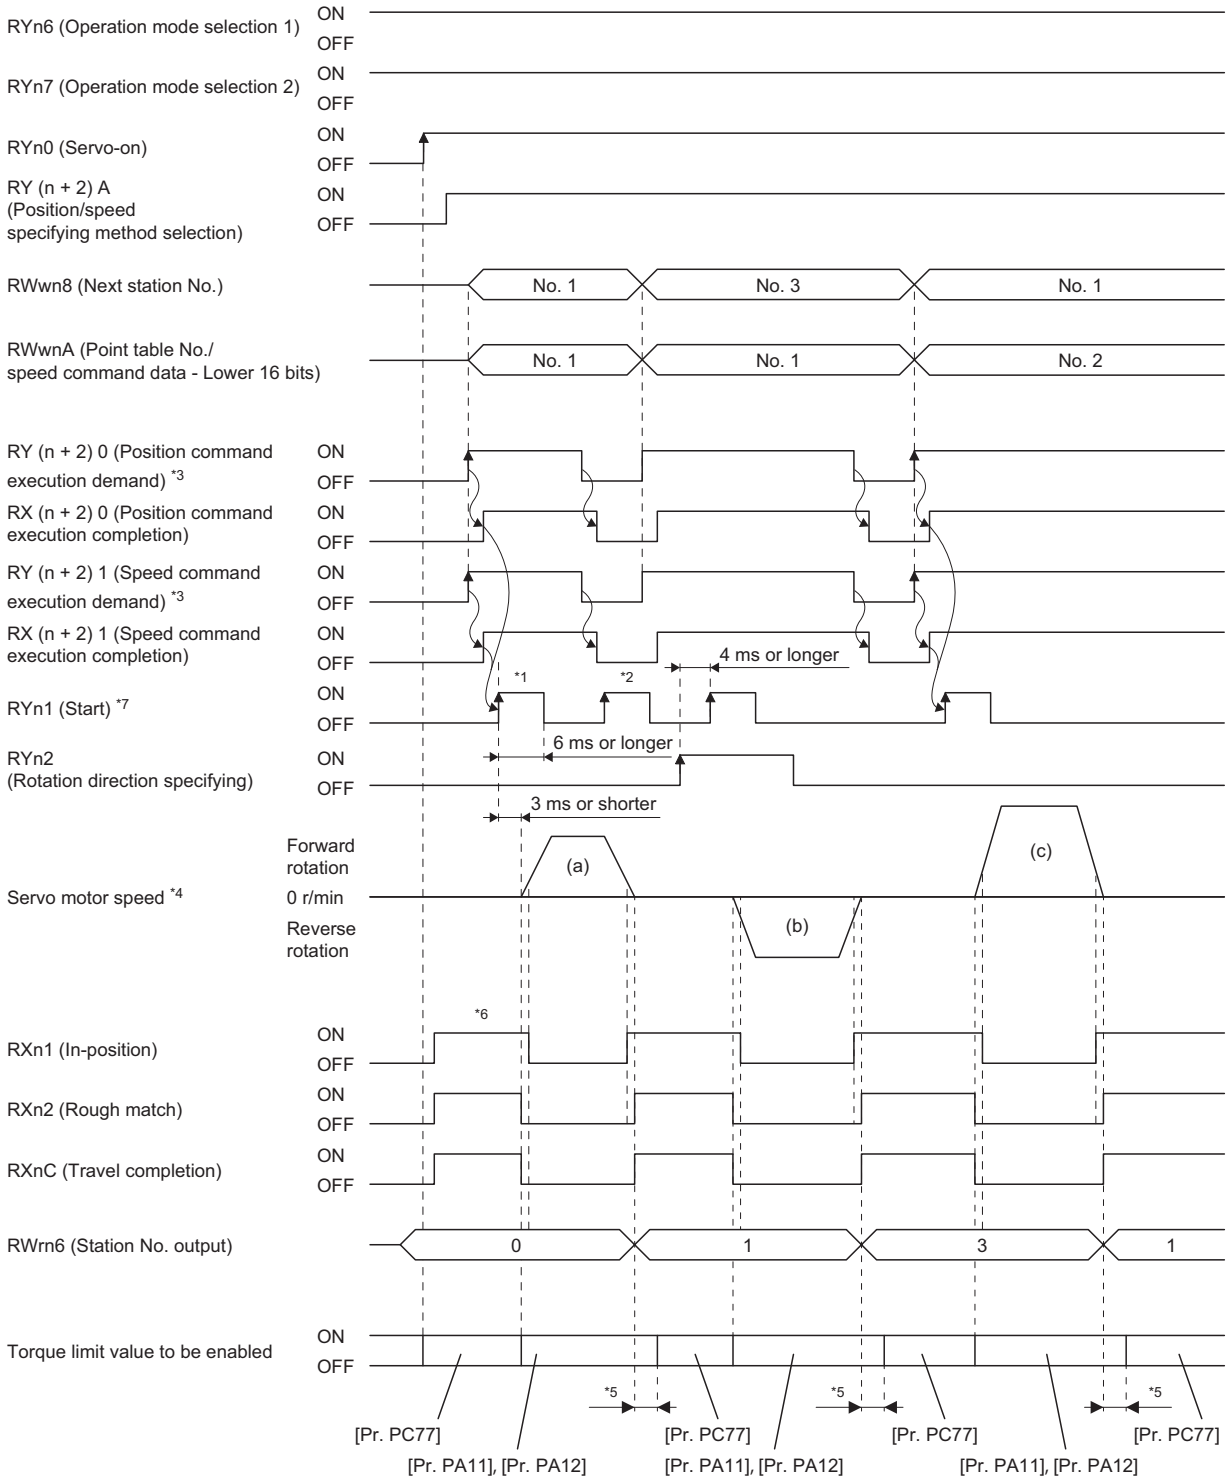 RYn6 (Operation mode selection 1)
ON
OFF
RYn7 (Operation mode selection 2)
ON
OFF
RYn0 (Servo-on)
ON
OFF
RY (n + 2) A
(Position/speed
specifying method selection)
ON
OFF
RWwn8 (Next station No.)
No. 1
No. 3
No. 1
RWwnA (Point table No./
speed command data - Lower 16 bits)
No. 1
No. 1
No. 2
RY (n + 2) 0 (Position command
execution demand) *3
ON
OFF
RX (n + 2) 0 (Position command
execution completion)
ON
OFF
RY (n + 2) 1 (Speed command
execution demand) *3
ON
OFF
RX (n + 2) 1 (Speed command
execution completion)
ON
OFF
4 ms or longer
RYn1 (Start) *7
ON
OFF
*1
*2
6 ms or longer
RYn2
(Rotation direction specifying)
ON
OFF
3 ms or shorter
Servo motor speed *4
Forward
rotation
0 r/min
Reverse
rotation
(a)
(b)
(c)
RXn1 (In-position)
ON
OFF
*6
RXn2 (Rough match)
ON
OFF
RXnC (Travel completion)
ON
OFF
RWrn6 (Station No. output)
0
1
3
1
Torque limit value to be enabled
ON
OFF
*5
*5
*5
[Pr. PC77]
[Pr. PC77]
[Pr. PC77]
[Pr. PC77]
[Pr. PA11], [Pr. PA12]
[Pr. PA11], [Pr. PA12]
[Pr. PA11], [Pr. PA12]